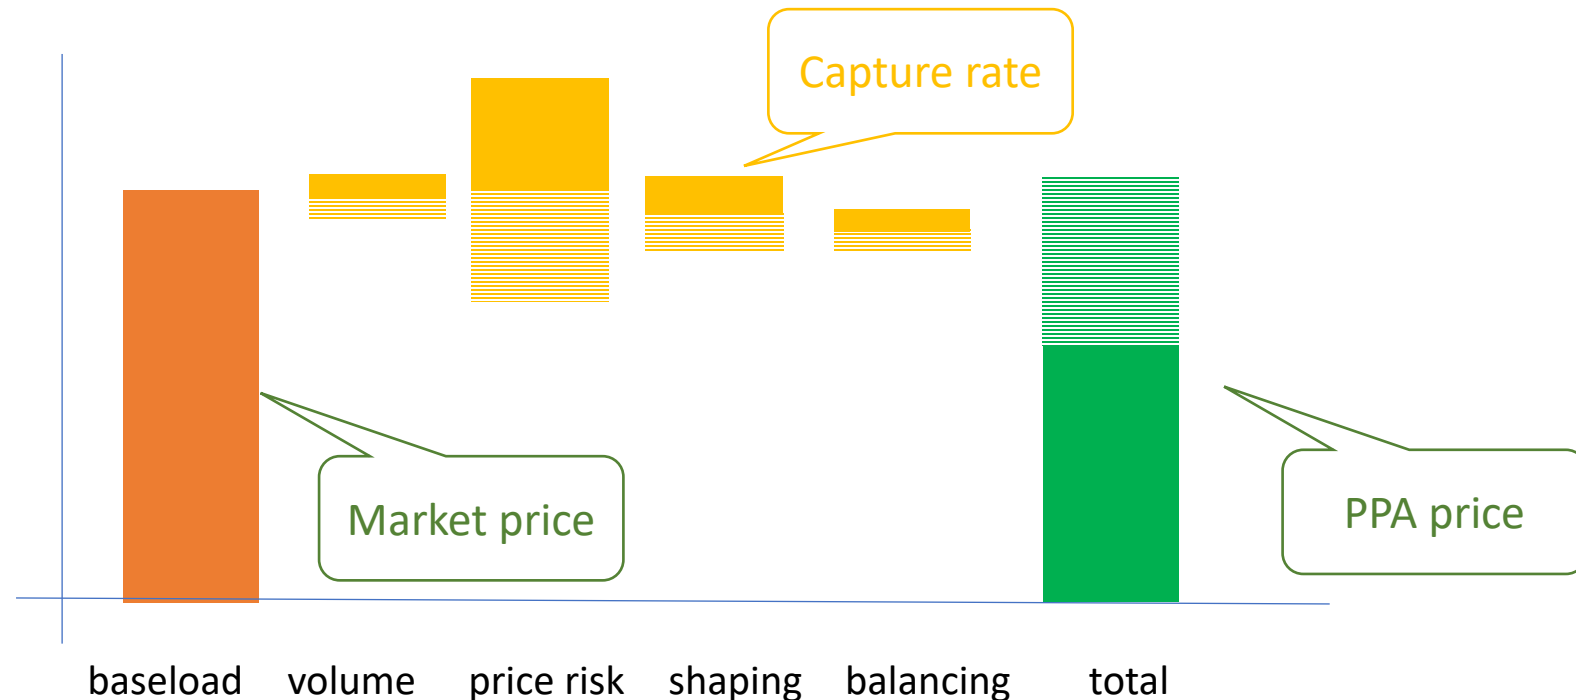 Capture rate
Market price
PPA price
baseload volume price risk shaping balancing total